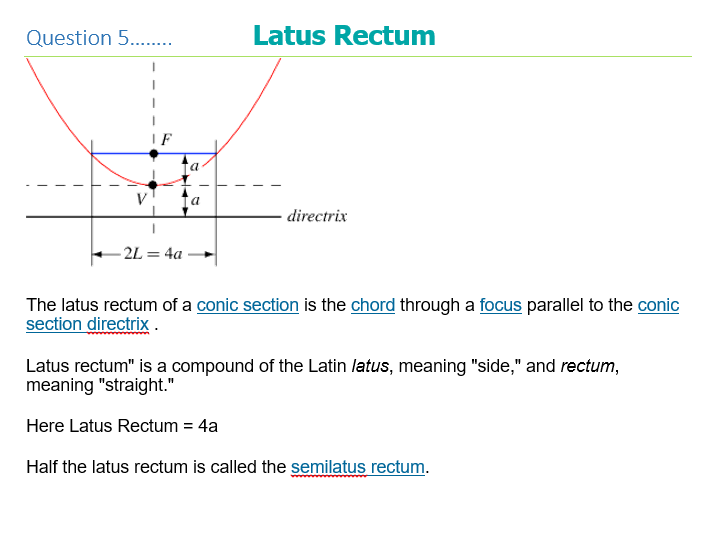 Question 5........ Latus Rectum
F
a
V a
directrix
2L = 4a
The latus rectum of a conic section is the chord through a focus parallel to the conic
section directrix .
Latus rectum" is a compound of the Latin latus, meaning "side," and rectum,
meaning "straight."
Here Latus Rectum = 4a
Half the latus rectum is called the semilatus rectum.